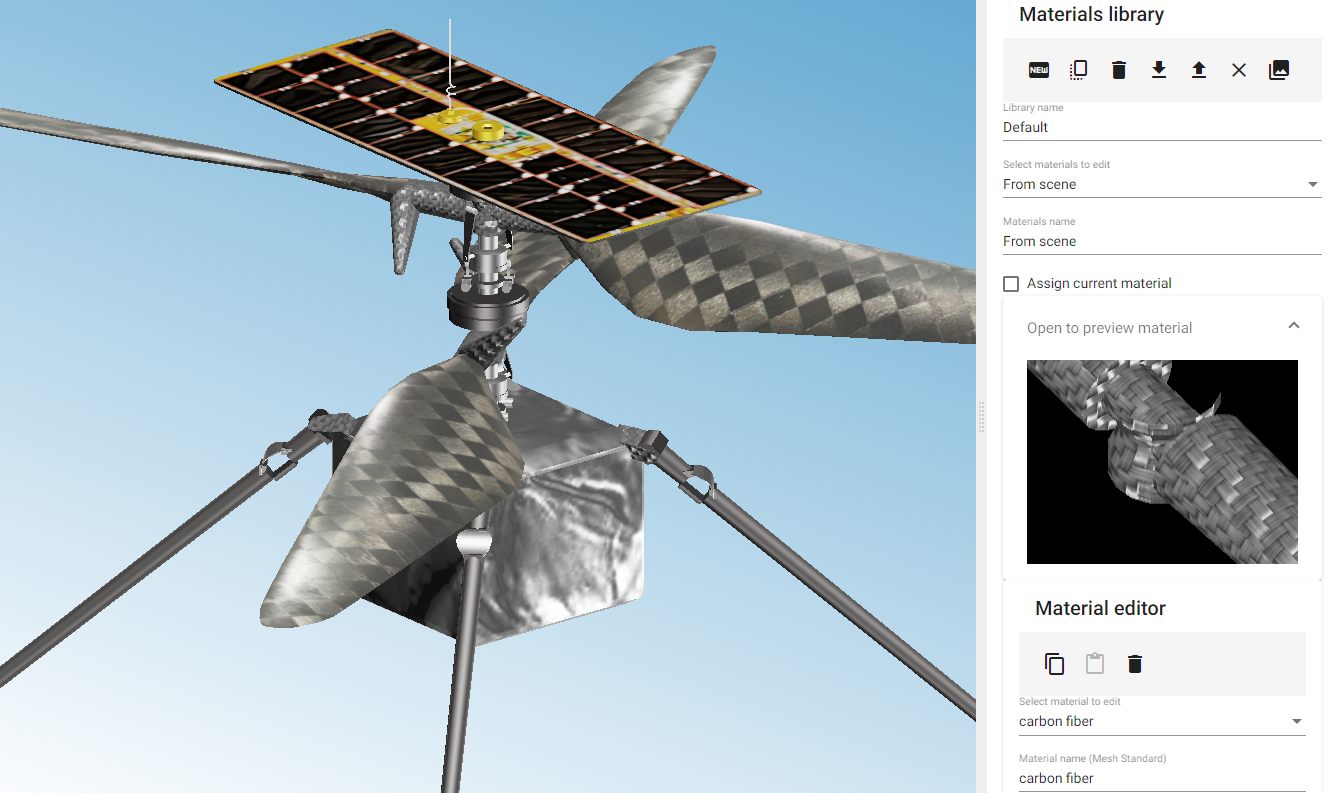 Materials library
NEW
Library name
Default
Select materials to edit
From scene
Materials name
From scene
Assign current material
Open to preview material
Material editor
Select material to edit
carbon fiber
Material name (Mesh Standard)
carbon fiber